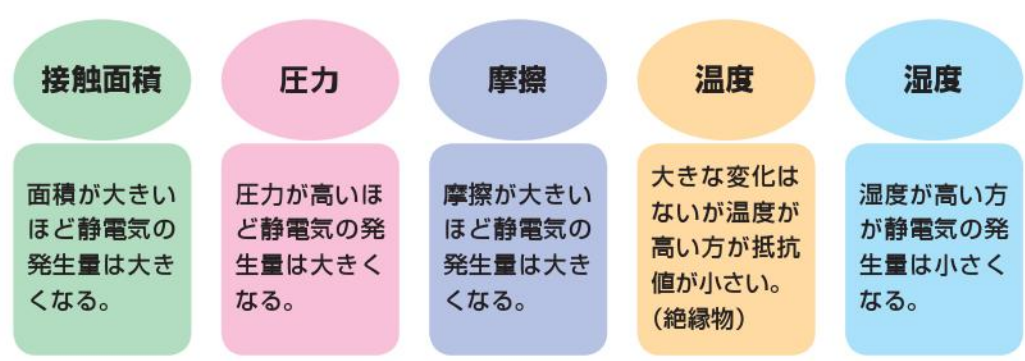 接触面積
面積が大きい
ほど静電気の
発生量は大き
くなる。
圧力
圧力が高いほ
ど静電気の発
生量は大きく
なる。
摩擦
摩擦が大きい
ほど静電気の
発生量は大き
くなる。
温度
大きな変化は
ないが温度が
高い方が抵抗
値が小さい。
(絶縁物)
湿度
湿度が高い方
が静電気の発
生量は小さく
なる。